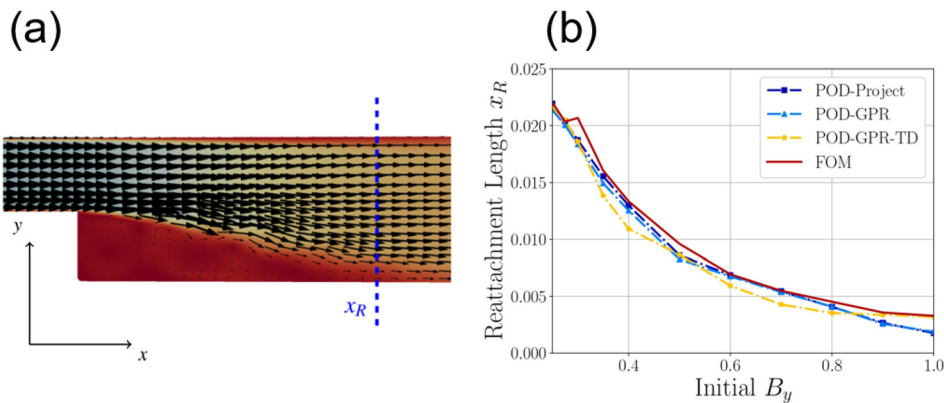 (a)
(b)
y
x
x_R
Reattachment Length x_R
0.025
0.020
0.015
0.010
0.005
0.000
POD-Project
POD-GPR
POD-GPR-TD
FOM
0.4
0.6
0.8
1.0
Initial B_y